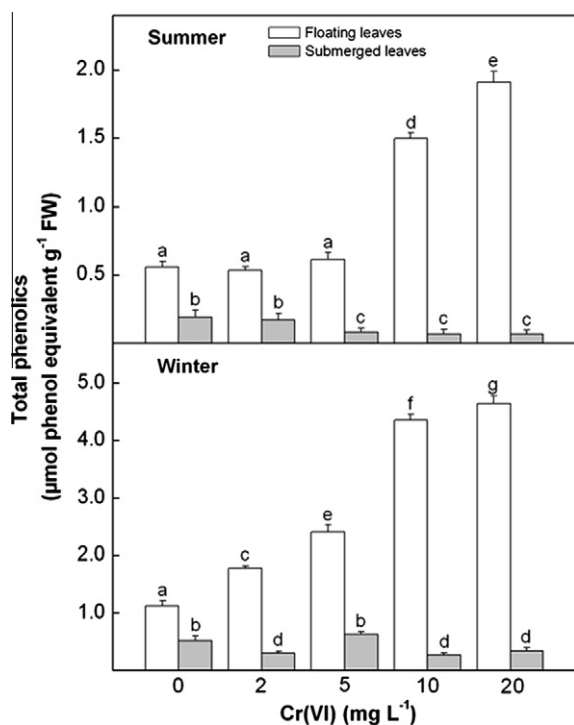 Summer
Floating leaves
Submerged leaves
Total phenolics
(µmol phenol equivalent g-1 FW)
2.0
1.5
1.0
0.5
a b a b a c d c e c
Winter
5.0
4.0
3.0
2.0
1.0
a b c d e b f d g d
0 2 5 10 20
Cr(VI) (mg L-1)